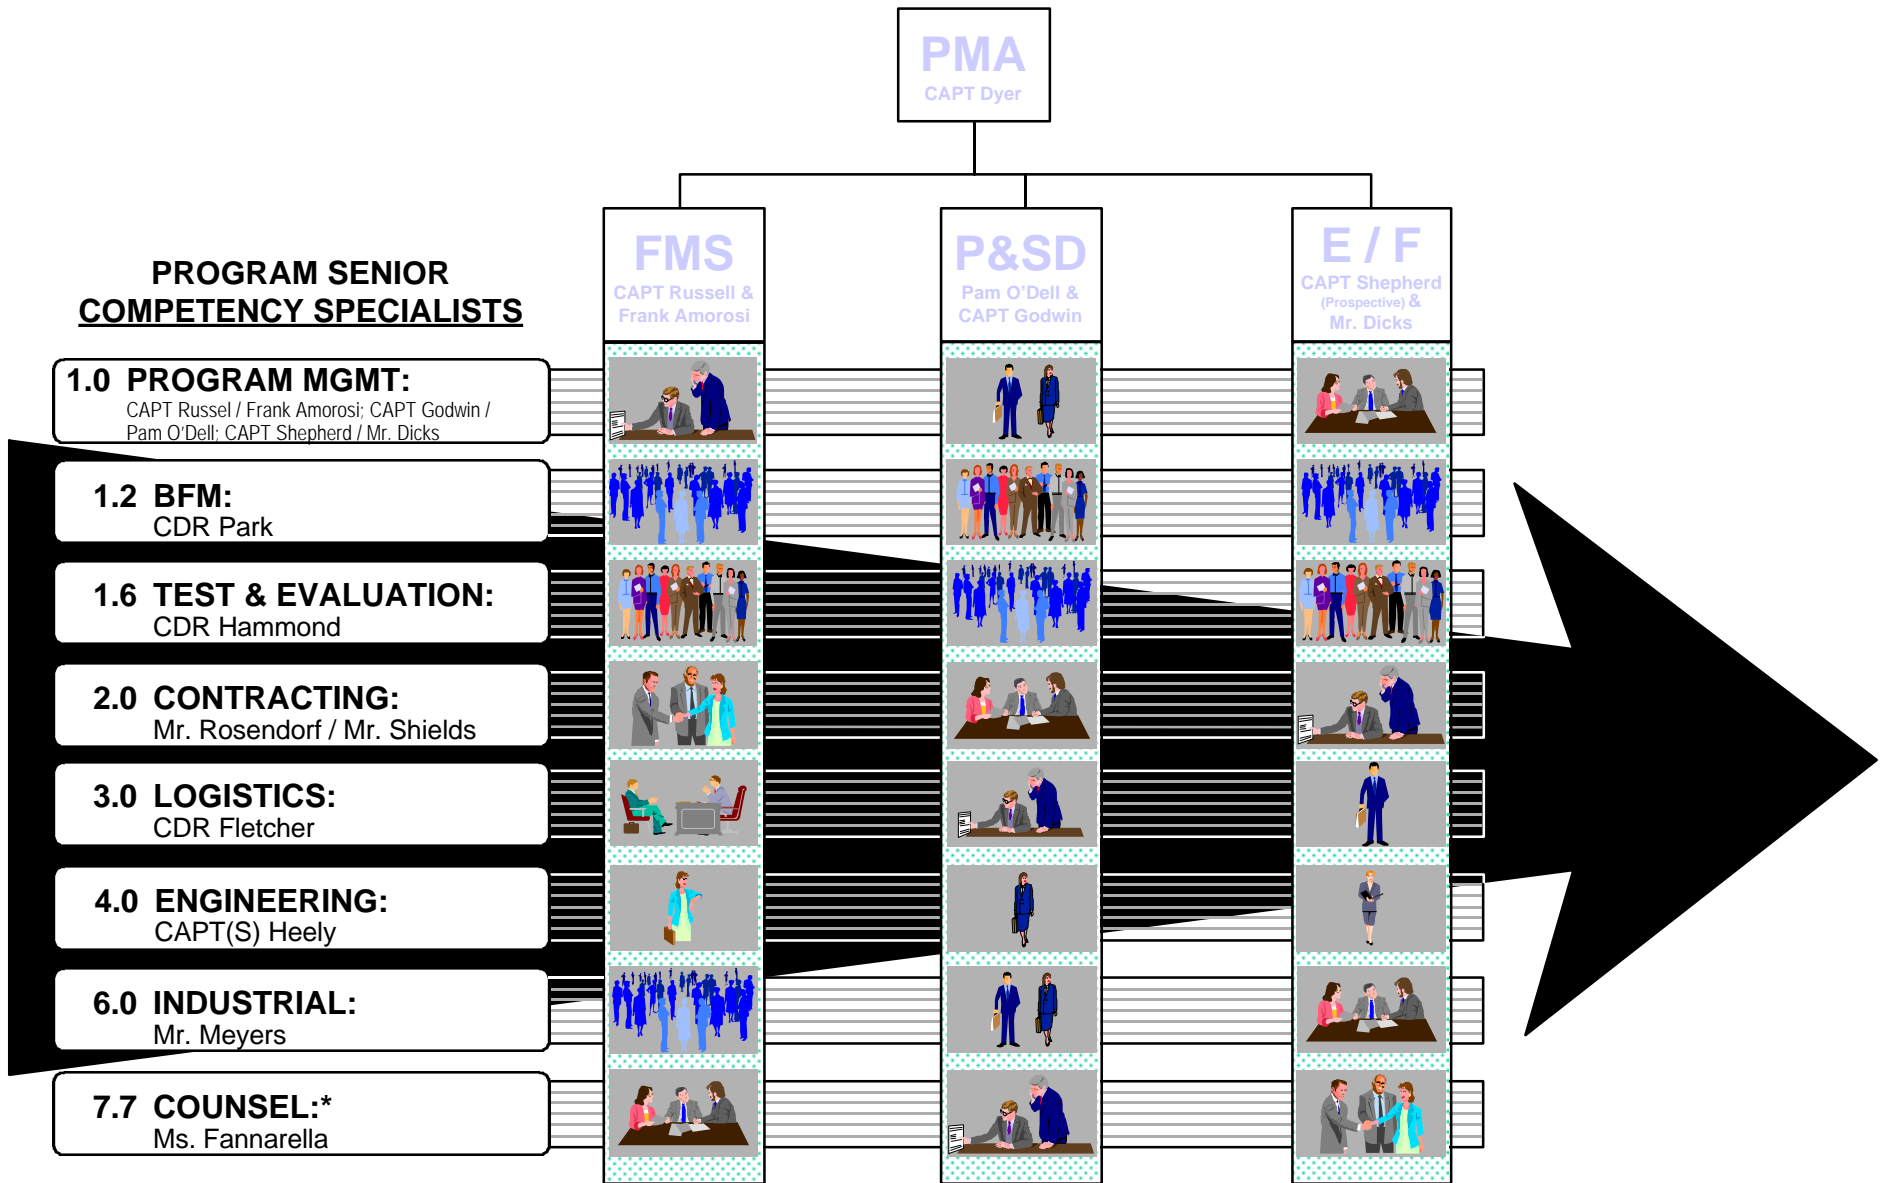 PMA
CAPT Dyer
FMS
CAPT Russell &
Frank Amorosi
P&SD
Pam O'Dell &
CAPT Godwin
E / F
CAPT Shepherd
(Prospective) &
Mr. Dicks
PROGRAM SENIOR
COMPETENCY SPECIALISTS
1.0 PROGRAM MGMT:
CAPT Russel / Frank Amorosi; CAPT Godwin /
Pam O'Dell; CAPT Shepherd / Mr. Dicks
1.2 BFM:
CDR Park
1.6 TEST & EVALUATION:
CDR Hammond
2.0 CONTRACTING:
Mr. Rosendorf / Mr. Shields
3.0 LOGISTICS:
CDR Fletcher
4.0 ENGINEERING:
CAPT(S) Heely
6.0 INDUSTRIAL:
Mr. Meyers
7.7 COUNSEL:*
Ms. Fannarella